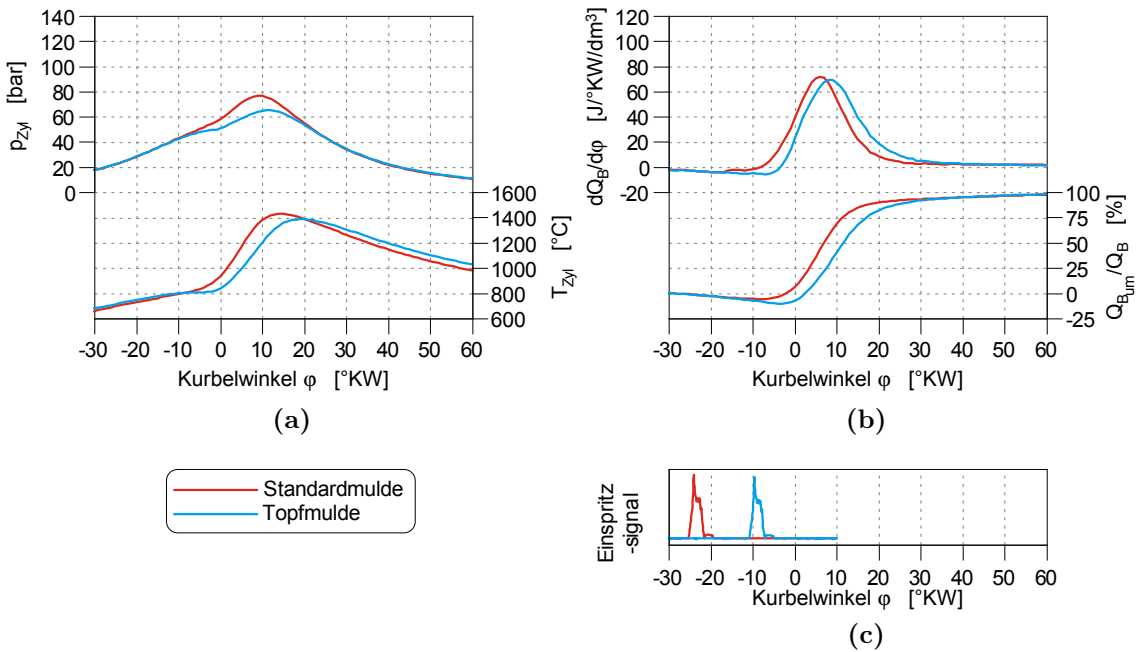 140
120
100
80
60
40
20
0
p_Zyl [bar]
1600
1400
1200
1000
800
600
T_Zyl [°C]
-30 -20 -10 0 10 20 30 40 50 60
Kurbelwinkel φ [°KW]
(a)
120
100
80
60
40
20
0
-20
dQ_B/dφ [J/°KW/dm³]
100
75
50
25
0
-25
Q_Bum/Q_B [%]
-30 -20 -10 0 10 20 30 40 50 60
Kurbelwinkel φ [°KW]
(b)
Standardmulde
Topfmulde
Einspritz
-signal
-30 -20 -10 0 10 20 30 40 50 60
Kurbelwinkel φ [°KW]
(c)